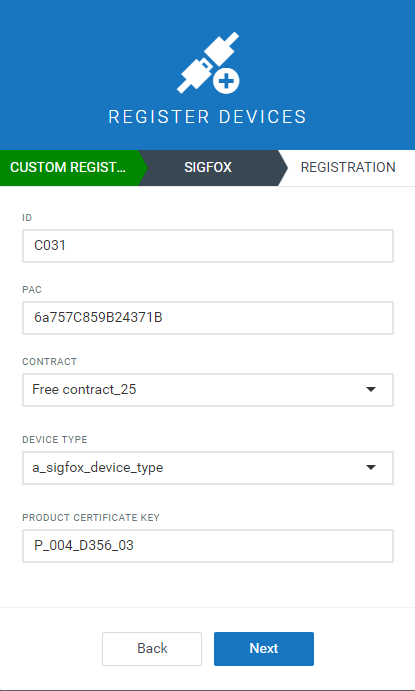 REGISTER DEVICES
CUSTOM REGIST... SIGFOX REGISTRATION
ID
C031
PAC
6a757C859B24371B
CONTRACT
Free contract_25
DEVICE TYPE
a_sigfox_device_type
PRODUCT CERTIFICATE KEY
P_004_D356_03
Back Next